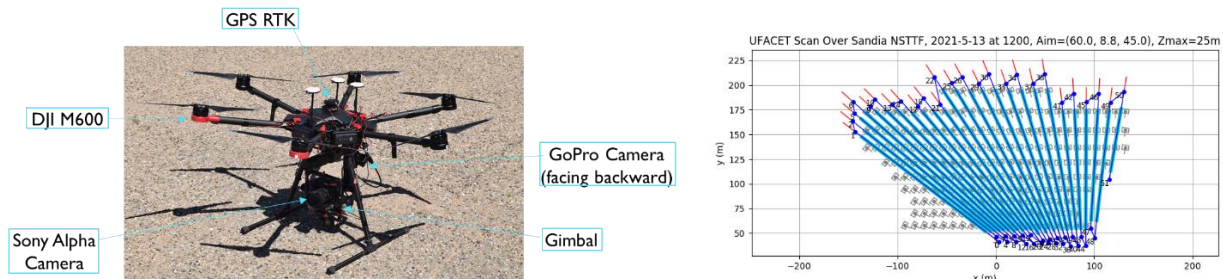 GPS RTK
DJI M600
GoPro Camera
(facing backward)
Sony Alpha
Camera
Gimbal
UFACET Scan Over Sandia NSTTF, 2021-5-13 at 1200, Aim=(60.0, 8.8, 45.0), Zmax=25m
y (m)
225
200
175
150
125
100
75
50
−200
−100
0
100
200
x (m)